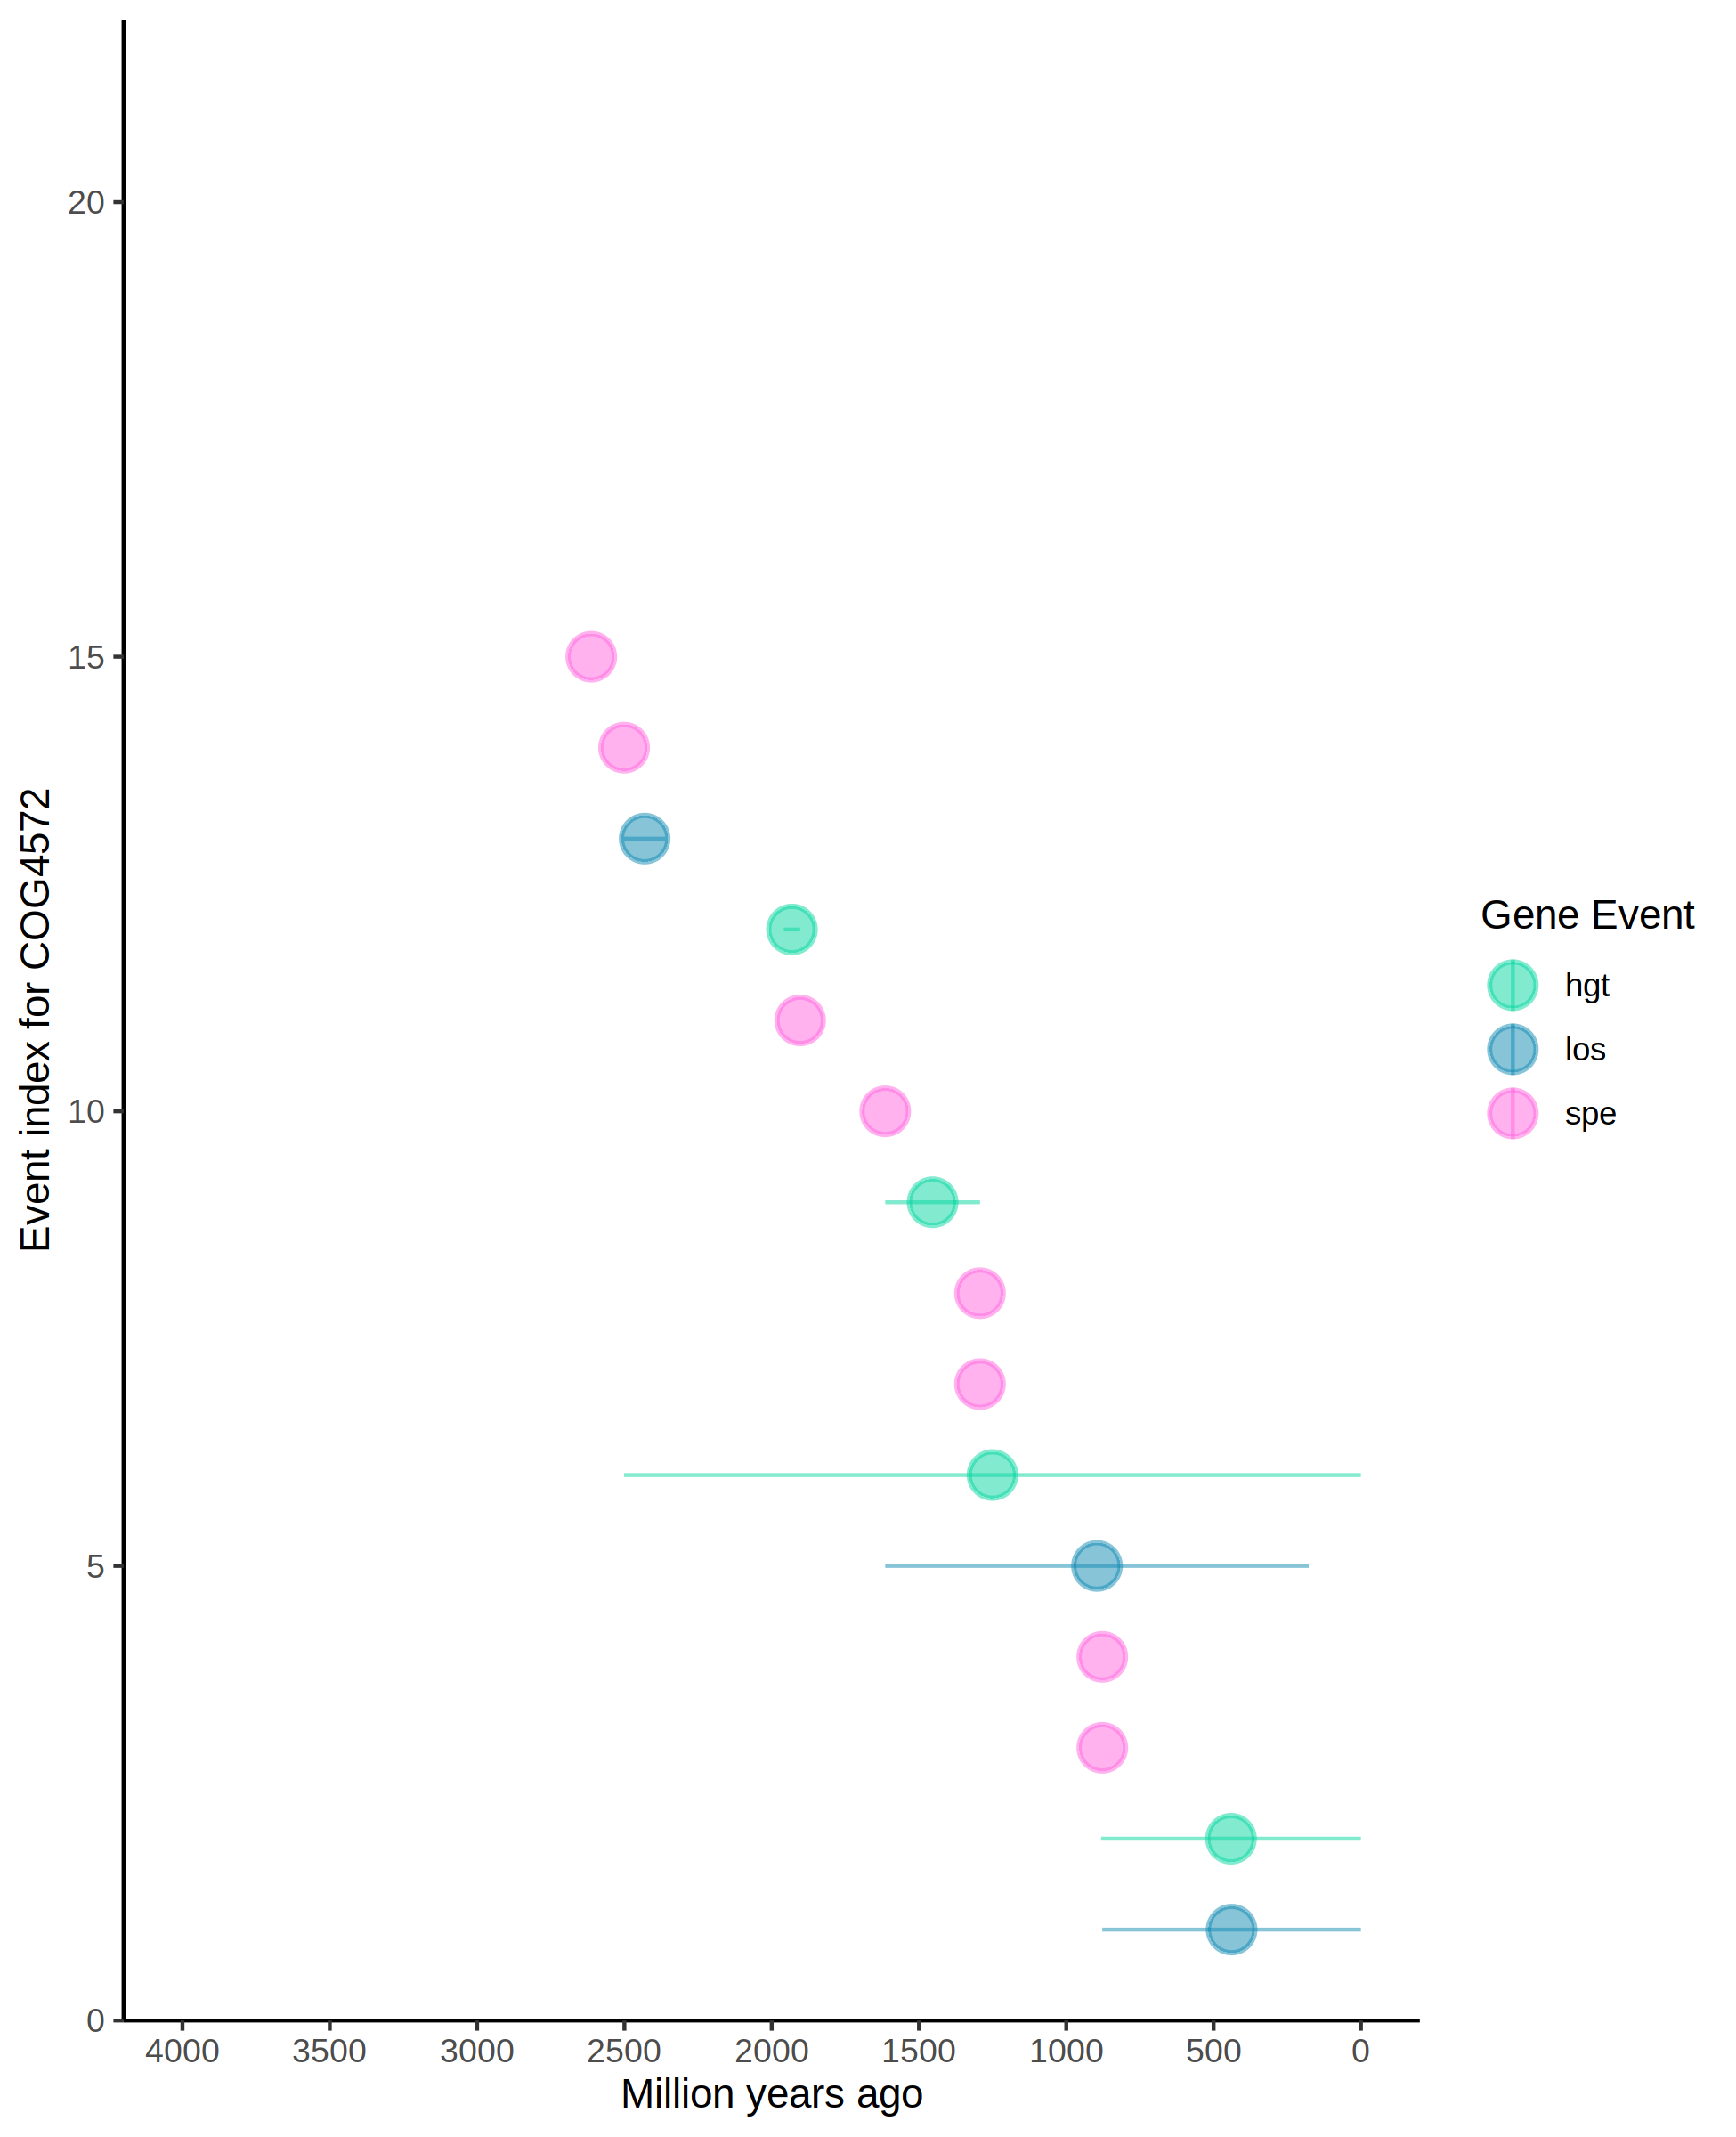 Event index for COG4572
20
15
10
5
0
4000 3500 3000 2500 2000 1500 1000 500 0
Million years ago
Gene Event
hgt
los
spe